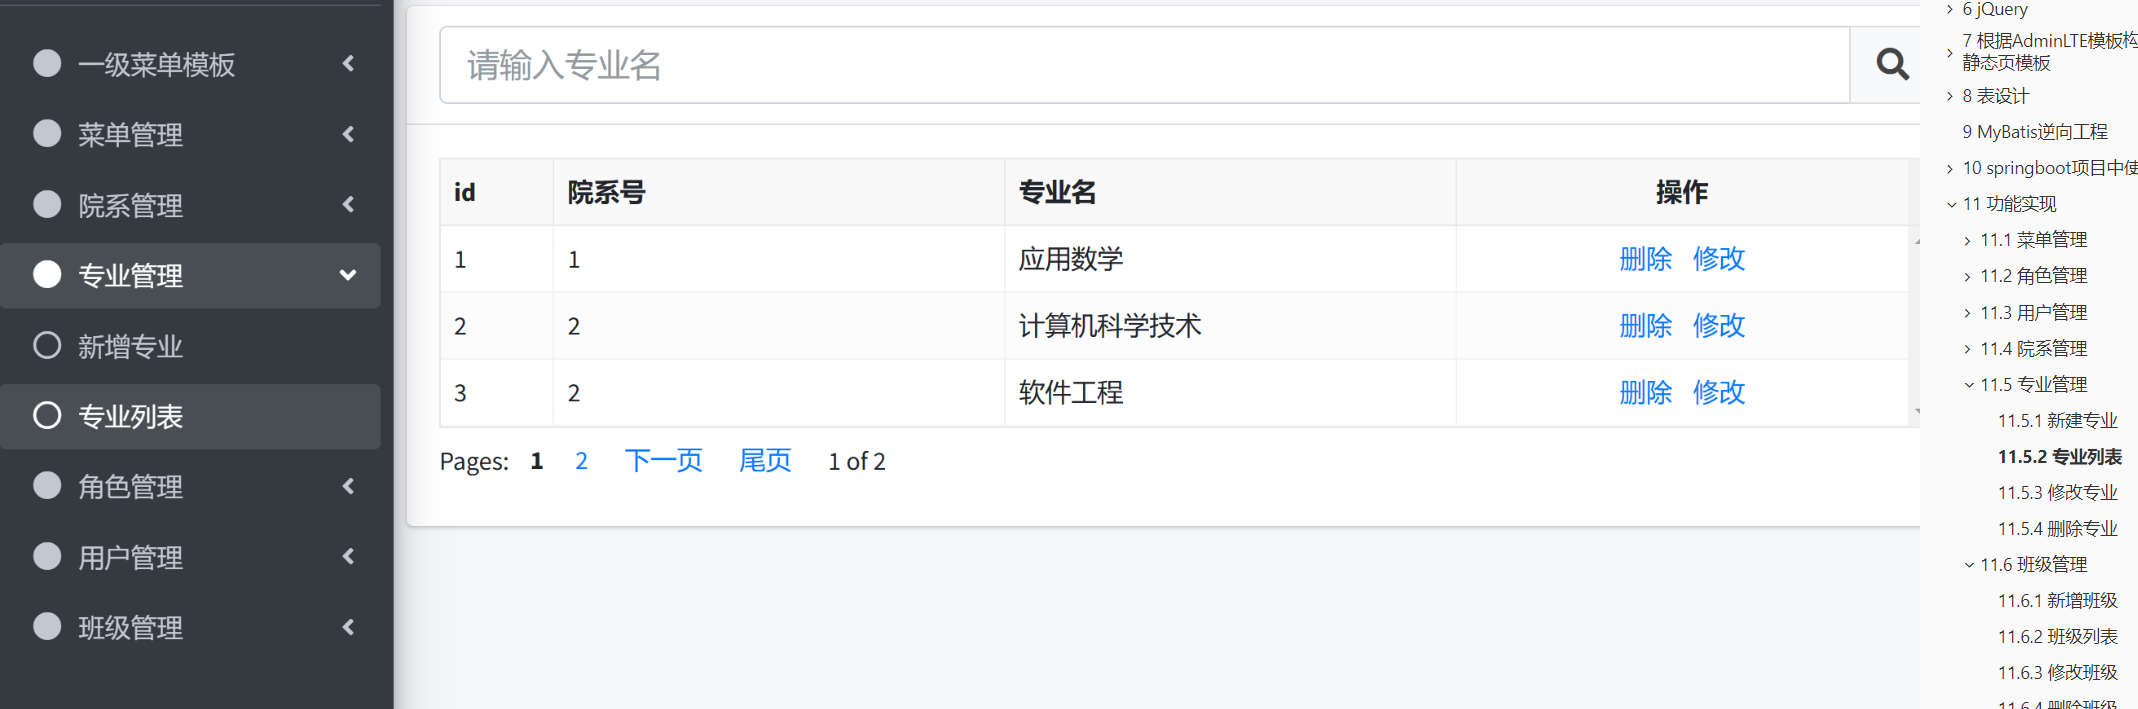 一级菜单模板
菜单管理
院系管理
专业管理
新增专业
专业列表
角色管理
用户管理
班级管理
请输入专业名
id 院系号 专业名 操作
1 1 应用数学 删除 修改
2 2 计算机科学技术 删除 修改
3 2 软件工程 删除 修改
Pages: 1 2 下一页 尾页 1 of 2
6 jQuery
7 根据AdminLTE模板构
静态页模板
8 表设计
9 MyBatis逆向工程
10 springboot项目中使
11 功能实现
11.1 菜单管理
11.2 角色管理
11.3 用户管理
11.4 院系管理
11.5 专业管理
11.5.1 新建专业
11.5.2 专业列表
11.5.3 修改专业
11.5.4 删除专业
11.6 班级管理
11.6.1 新增班级
11.6.2 班级列表
11.6.3 修改班级
11.6.4 删除班级